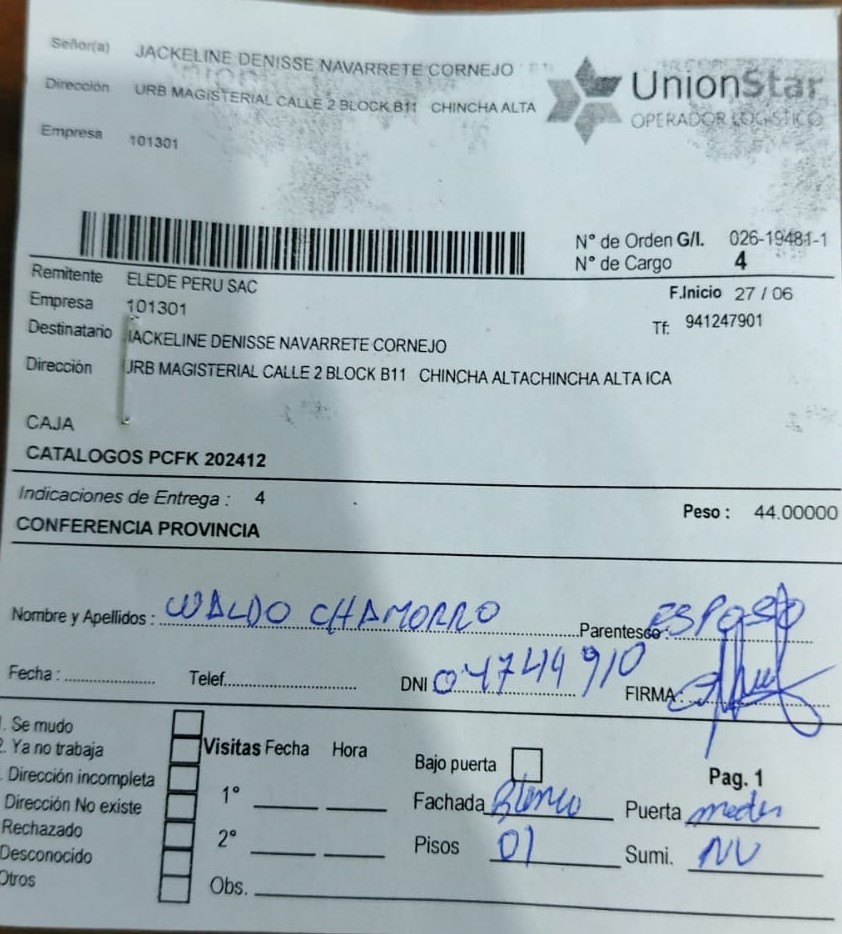 Señor(a) JACKELINE DENISSE NAVARRETE CORNEJO
Dirección URB MAGISTERIAL CALLE 2 BLOCK B11 CHINCHA ALTA
Empresa 101301
UnionStar
OPERADOR LOGISTICO
N° de Orden G/I. 026-19481-1
N° de Cargo 4
Remitente ELEDE PERU SAC
F.Inicio 27 / 06
Empresa 101301
Tf: 941247901
Destinatario JACKELINE DENISSE NAVARRETE CORNEJO
Dirección URB MAGISTERIAL CALLE 2 BLOCK B11 CHINCHA ALTACHINCHA ALTA ICA
CAJA
CATALOGOS PCFK 202412
Indicaciones de Entrega : 4
Peso : 44.00000
CONFERENCIA PROVINCIA
Nombre y Apellidos : WALDO CHAMORRO Parentesco : ESPOSO
Fecha : Telef. DNI 04744910 FIRMA:
1. Se mudo
2. Ya no trabaja
Dirección incompleta
Dirección No existe
Rechazado
Desconocido
Otros
Visitas Fecha Hora
1°
2°
Obs.
Bajo puerta
Pag. 1
Fachada Blanco Puerta
Pisos 01 Sumi. NV